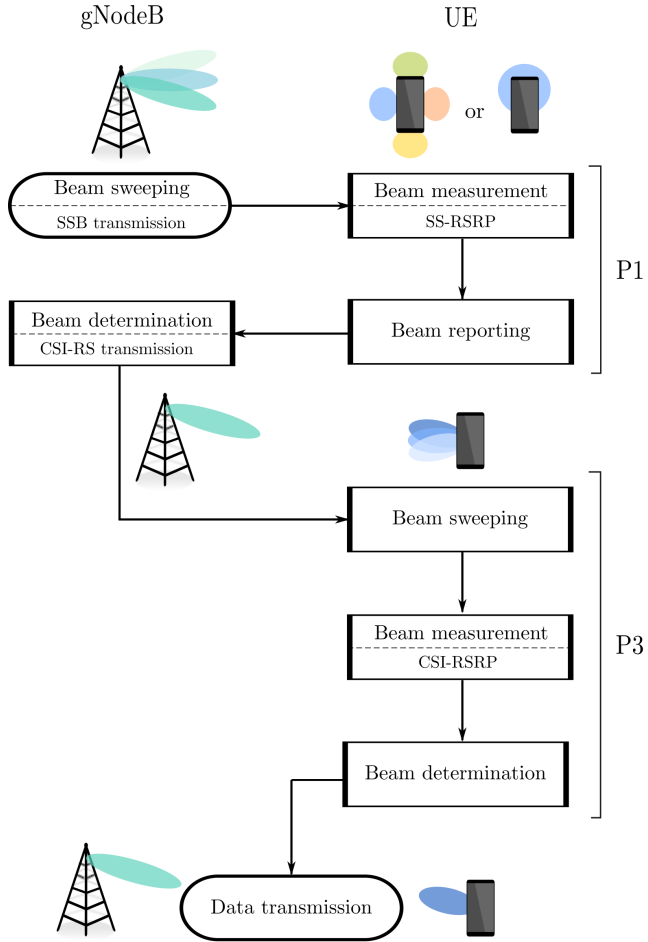 gNodeB
UE
or
Beam sweeping
SSB transmission
Beam measurement
SS-RSRP
P1
Beam determination
CSI-RS transmission
Beam reporting
Beam sweeping
Beam measurement
CSI-RSRP
P3
Beam determination
Data transmission